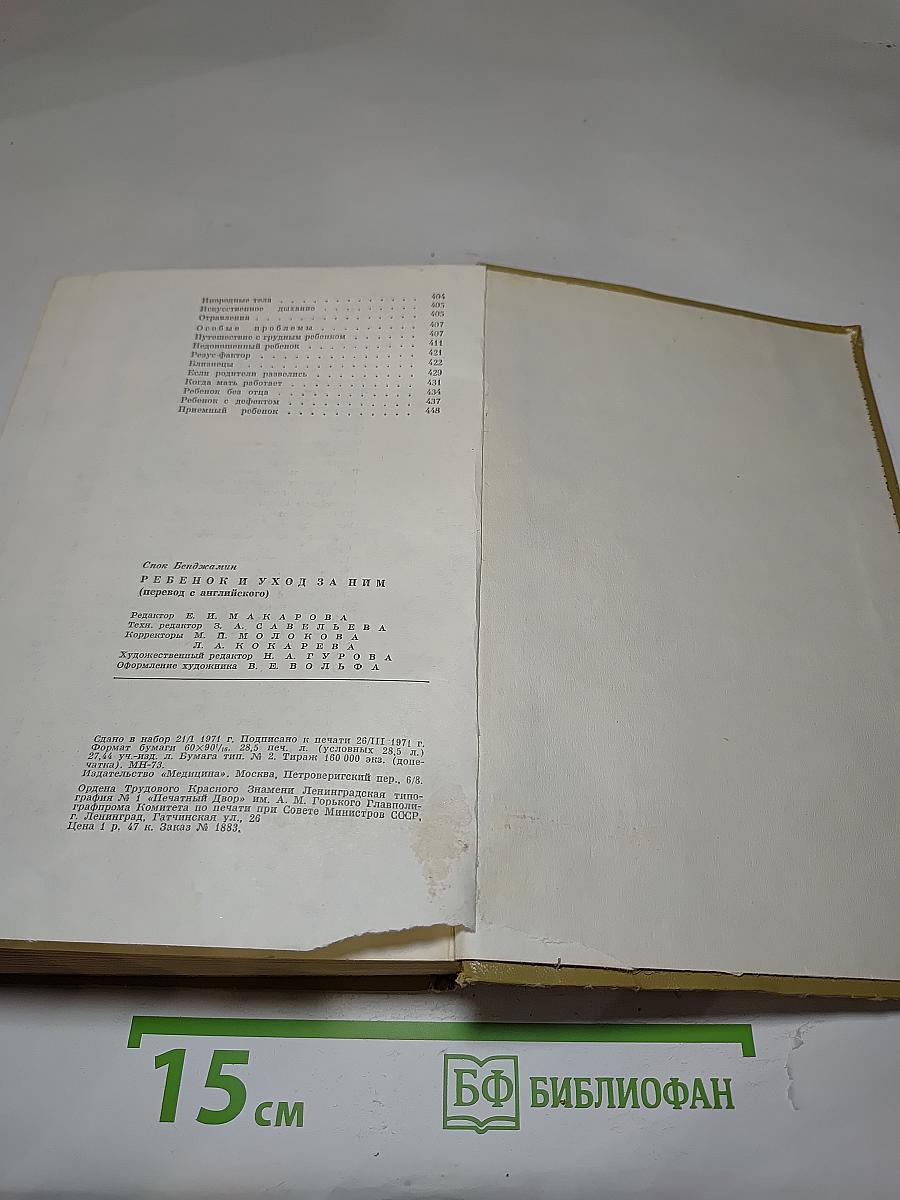 Инородные тела . . . . . . . . . . . . . 404
Искусственное дыхание . . . . . . . . . 405
Отравления . . . . . . . . . . . . . . . 405
Особые проблемы . . . . . . . . . 407
Путешествие с грудным ребенком . . . . . . 407
Недоношенный ребенок . . . . . . . . . . 411
Резус-фактор . . . . . . . . . . . . . . 421
Близнецы . . . . . . . . . . . . . . . 422
Если родители развелись . . . . . . . . . 429
Когда мать работает . . . . . . . . . . . 431
Ребенок без отца . . . . . . . . . . . . 434
Ребенок с дефектом . . . . . . . . . . . 437
Приемный ребенок . . . . . . . . . . . 448
Спок Бенджамин
РЕБЕНОК И УХОД ЗА НИМ
(перевод с английского)
Редактор Е. И. МАКАРОВА
Техн. редактор З. А. САВЕЛЬЕВА
Корректоры М. П. МОЛОКОВА
Л. А. КОКАРЕВА
Художественный редактор Н. А. ГУРОВА
Оформление художника В. Е. ВОЛЬФА
Сдано в набор 21/I 1971 г. Подписано к печати 26/III 1971 г.
Формат бумаги 60×90¹/₁₆. 28,5 печ. л. (условных 28,5 л.)
27,44 уч.-изд. л. Бумага тип. № 2. Тираж 160 000 экз. (допе-
чатка). МН-73.
Издательство «Медицина». Москва, Петроверигский пер., 6/8.
Ордена Трудового Красного Знамени Ленинградская типо-
графия № 1 «Печатный Двор» им. А. М. Горького Главполи-
графпрома Комитета по печати при Совете Министров СССР,
г. Ленинград, Гатчинская ул., 26
Цена 1 р. 47 к. Заказ № 1883.
15 см
БФ БИБЛИОФАН